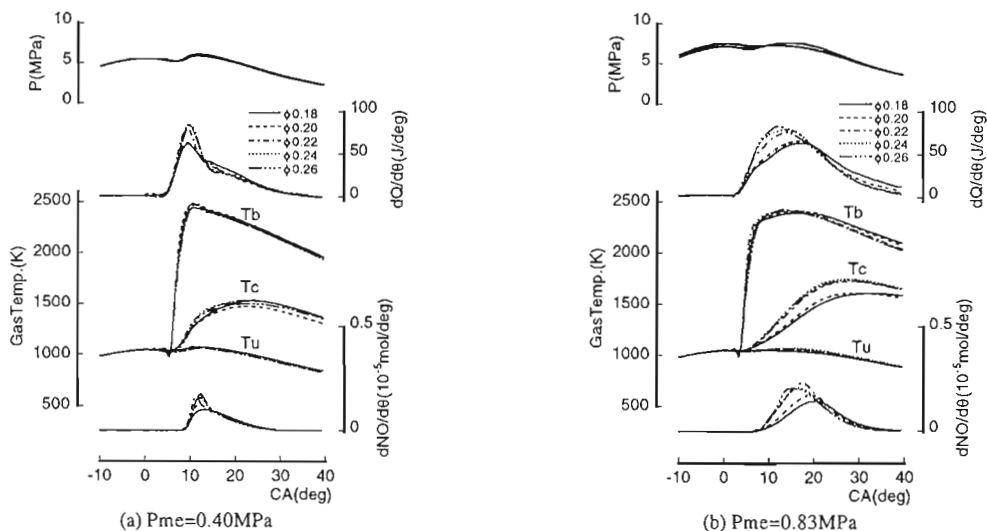 10
5
0
P(MPa)
ϕ0.18
ϕ0.20
ϕ0.22
ϕ0.24
ϕ0.26
100
50
0
dQ/dθ(J/deg)
2500
2000
1500
1000
500
GasTemp.(K)
Tb
Tc
Tu
0.5
0
dNO/dθ(10⁻⁵mol/deg)
-10 0 10 20 30 40
CA(deg)
(a) Pme=0.40MPa
10
5
0
P(MPa)
ϕ0.18
ϕ0.20
ϕ0.22
ϕ0.24
ϕ0.26
100
50
0
dQ/dθ(J/deg)
2500
2000
1500
1000
500
GasTemp.(K)
Tb
Tc
Tu
0.5
0
dNO/dθ(10⁻⁵mol/deg)
-10 0 10 20 30 40
CA(deg)
(b) Pme=0.83MPa